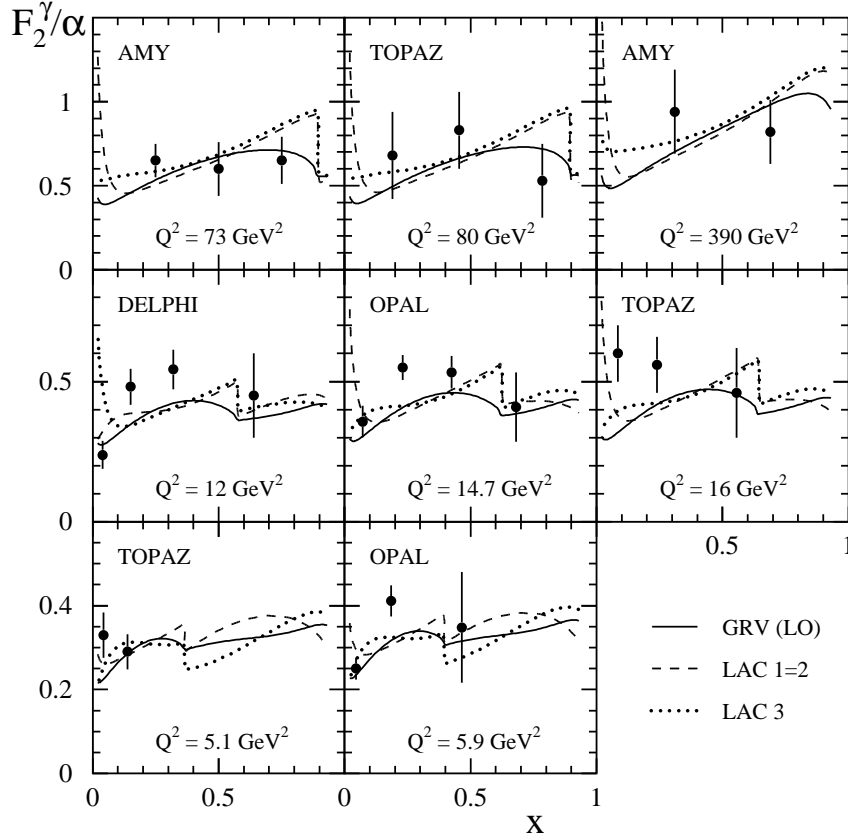 F₂^γ/α
AMY TOPAZ AMY
1
0.5
0
Q² = 73 GeV² Q² = 80 GeV² Q² = 390 GeV²
DELPHI OPAL TOPAZ
0.5
0
Q² = 12 GeV² Q² = 14.7 GeV² Q² = 16 GeV²
0.5 1
TOPAZ OPAL
0.4
0.2
0
Q² = 5.1 GeV² Q² = 5.9 GeV²
GRV (LO)
LAC 1=2
LAC 3
0 0.5 0 0.5 1
x